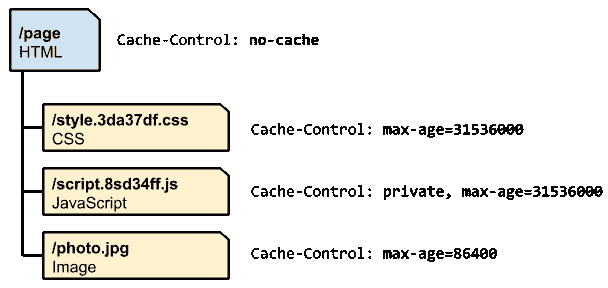 /page
HTML
Cache-Control: no-cache
/style.3da37df.css
CSS
Cache-Control: max-age=31536000
/script.8sd34ff.js
JavaScript
Cache-Control: private, max-age=31536000
/photo.jpg
Image
Cache-Control: max-age=86400